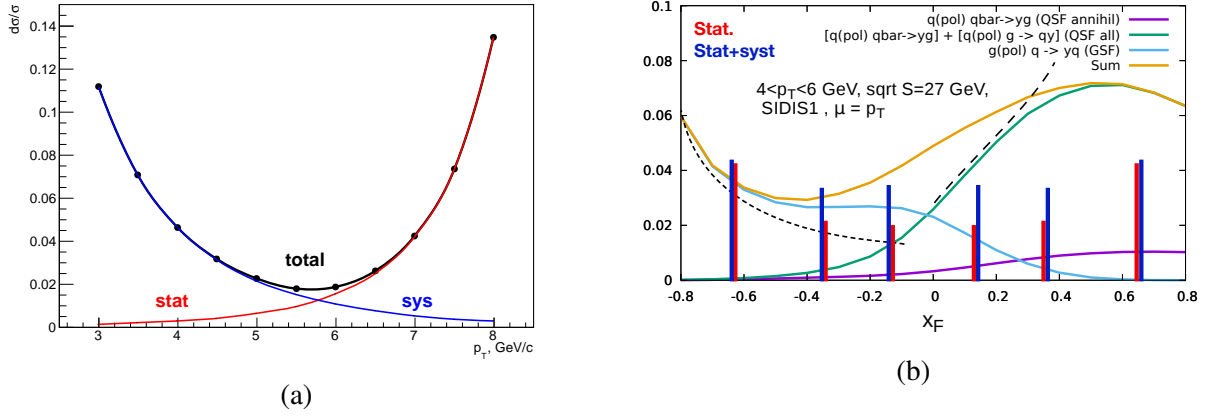 dσ/σ
0.14
0.12
0.1
0.08
0.06
0.04
0.02
0
total
stat
sys
3 4 5 6 7 8
p_T, GeV/c
(a)
0.1
0.08
0.06
0.04
0.02
0
Stat.
Stat+syst
q(pol) qbar->yg (QSF annihil)
[q(pol) qbar->yg] + [q(pol) g -> qy] (QSF all)
g(pol) q -> yq (GSF)
Sum
4<p_T<6 GeV, sqrt S=27 GeV,
SIDIS1 , μ = p_T
-0.8 -0.6 -0.4 -0.2 0 0.2 0.4 0.6 0.8
x_F
(b)